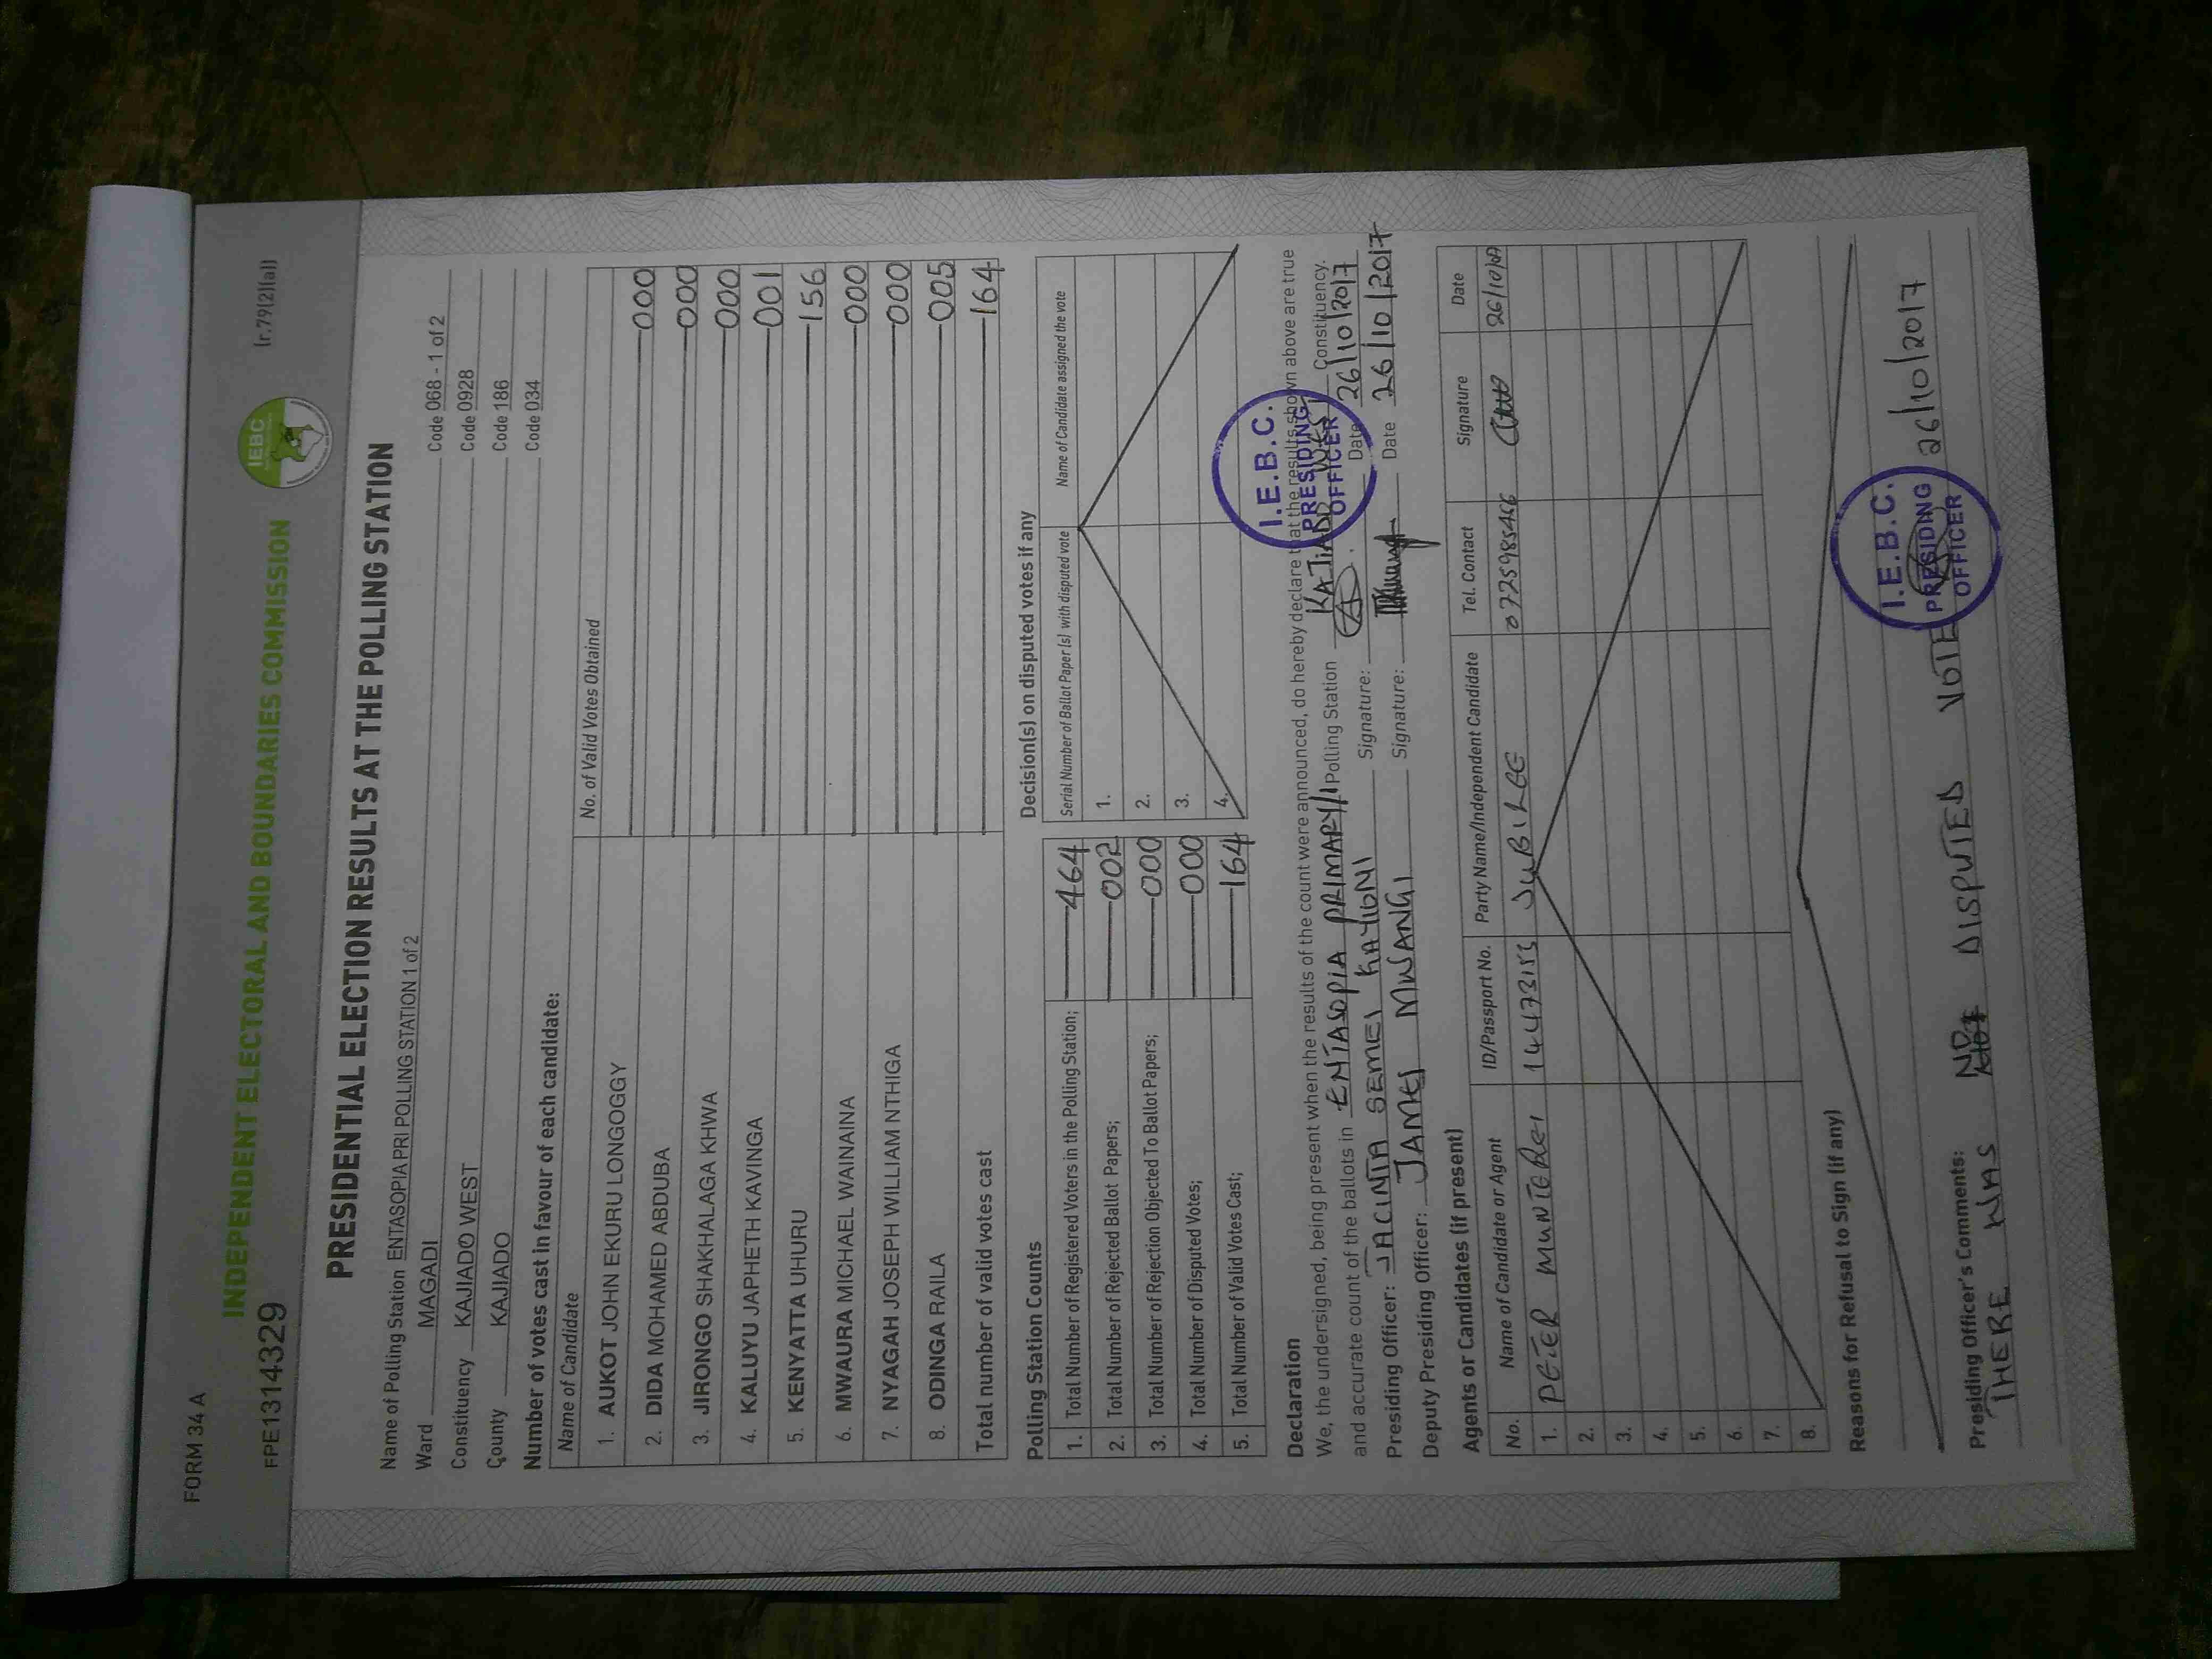 FORM 34 A
(r.79(2)(a))
INDEPENDENT ELECTORAL AND BOUNDARIES COMMISSION
IEBC
FPE1314329
PRESIDENTIAL ELECTION RESULTS AT THE POLLING STATION
Name of Polling Station ENTASOPIA PRI POLLING STATION 1 of 2 Code 068 - 1 of 2
Ward MAGADI Code 0928
Constituency KAJIADO WEST Code 186
County KAJIADO Code 034
Number of votes cast in favour of each candidate:
Name of Candidate No. of Valid Votes Obtained
1. AUKOT JOHN EKURU LONGOGGY 000
2. DIDA MOHAMED ABDUBA 000
3. JIRONGO SHAKHALAGA KHWA 000
4. KALUYU JAPHETH KAVINGA 001
5. KENYATTA UHURU 156
6. MWAURA MICHAEL WAINAINA 000
7. NYAGAH JOSEPH WILLIAM NTHIGA 000
8. ODINGA RAILA 005
Total number of valid votes cast 164
Polling Station Counts
1. Total Number of Registered Voters in the Polling Station; 464
2. Total Number of Rejected Ballot Papers; 002
3. Total Number of Rejection Objected To Ballot Papers; 000
4. Total Number of Disputed Votes; 000
5. Total Number of Valid Votes Cast; 164
Decision(s) on disputed votes if any
Serial Number of Ballot Paper (s) with disputed vote Name of Candidate assigned the vote
1.
2.
3.
4.
Declaration
We, the undersigned, being present when the results of the count were announced, do hereby declare that the results shown above are true
and accurate count of the ballots in ENTASOPIA PRIMARY Polling Station KAJIADO WEST Constituency.
Presiding Officer: JACINTA SEMEI KATIONI Signature: Date 26/10/2017
Deputy Presiding Officer: JAMES MWANGI Signature: Date 26/10/2017
I.E.B.C.
PRESIDING
OFFICER
Agents or Candidates (if present)
No. Name of Candidate or Agent ID/Passport No. Party Name/Independent Candidate Tel. Contact Signature Date
1. PETER 14473155 JUBILEE 0725985466 26/10/
2.
3.
4.
5.
6.
7.
8.
Reasons for Refusal to Sign (if any)
Presiding Officer's Comments:
THERE WAS NO DISPUTED VOTE 26/10/2017
I.E.B.C.
PRESIDING
OFFICER